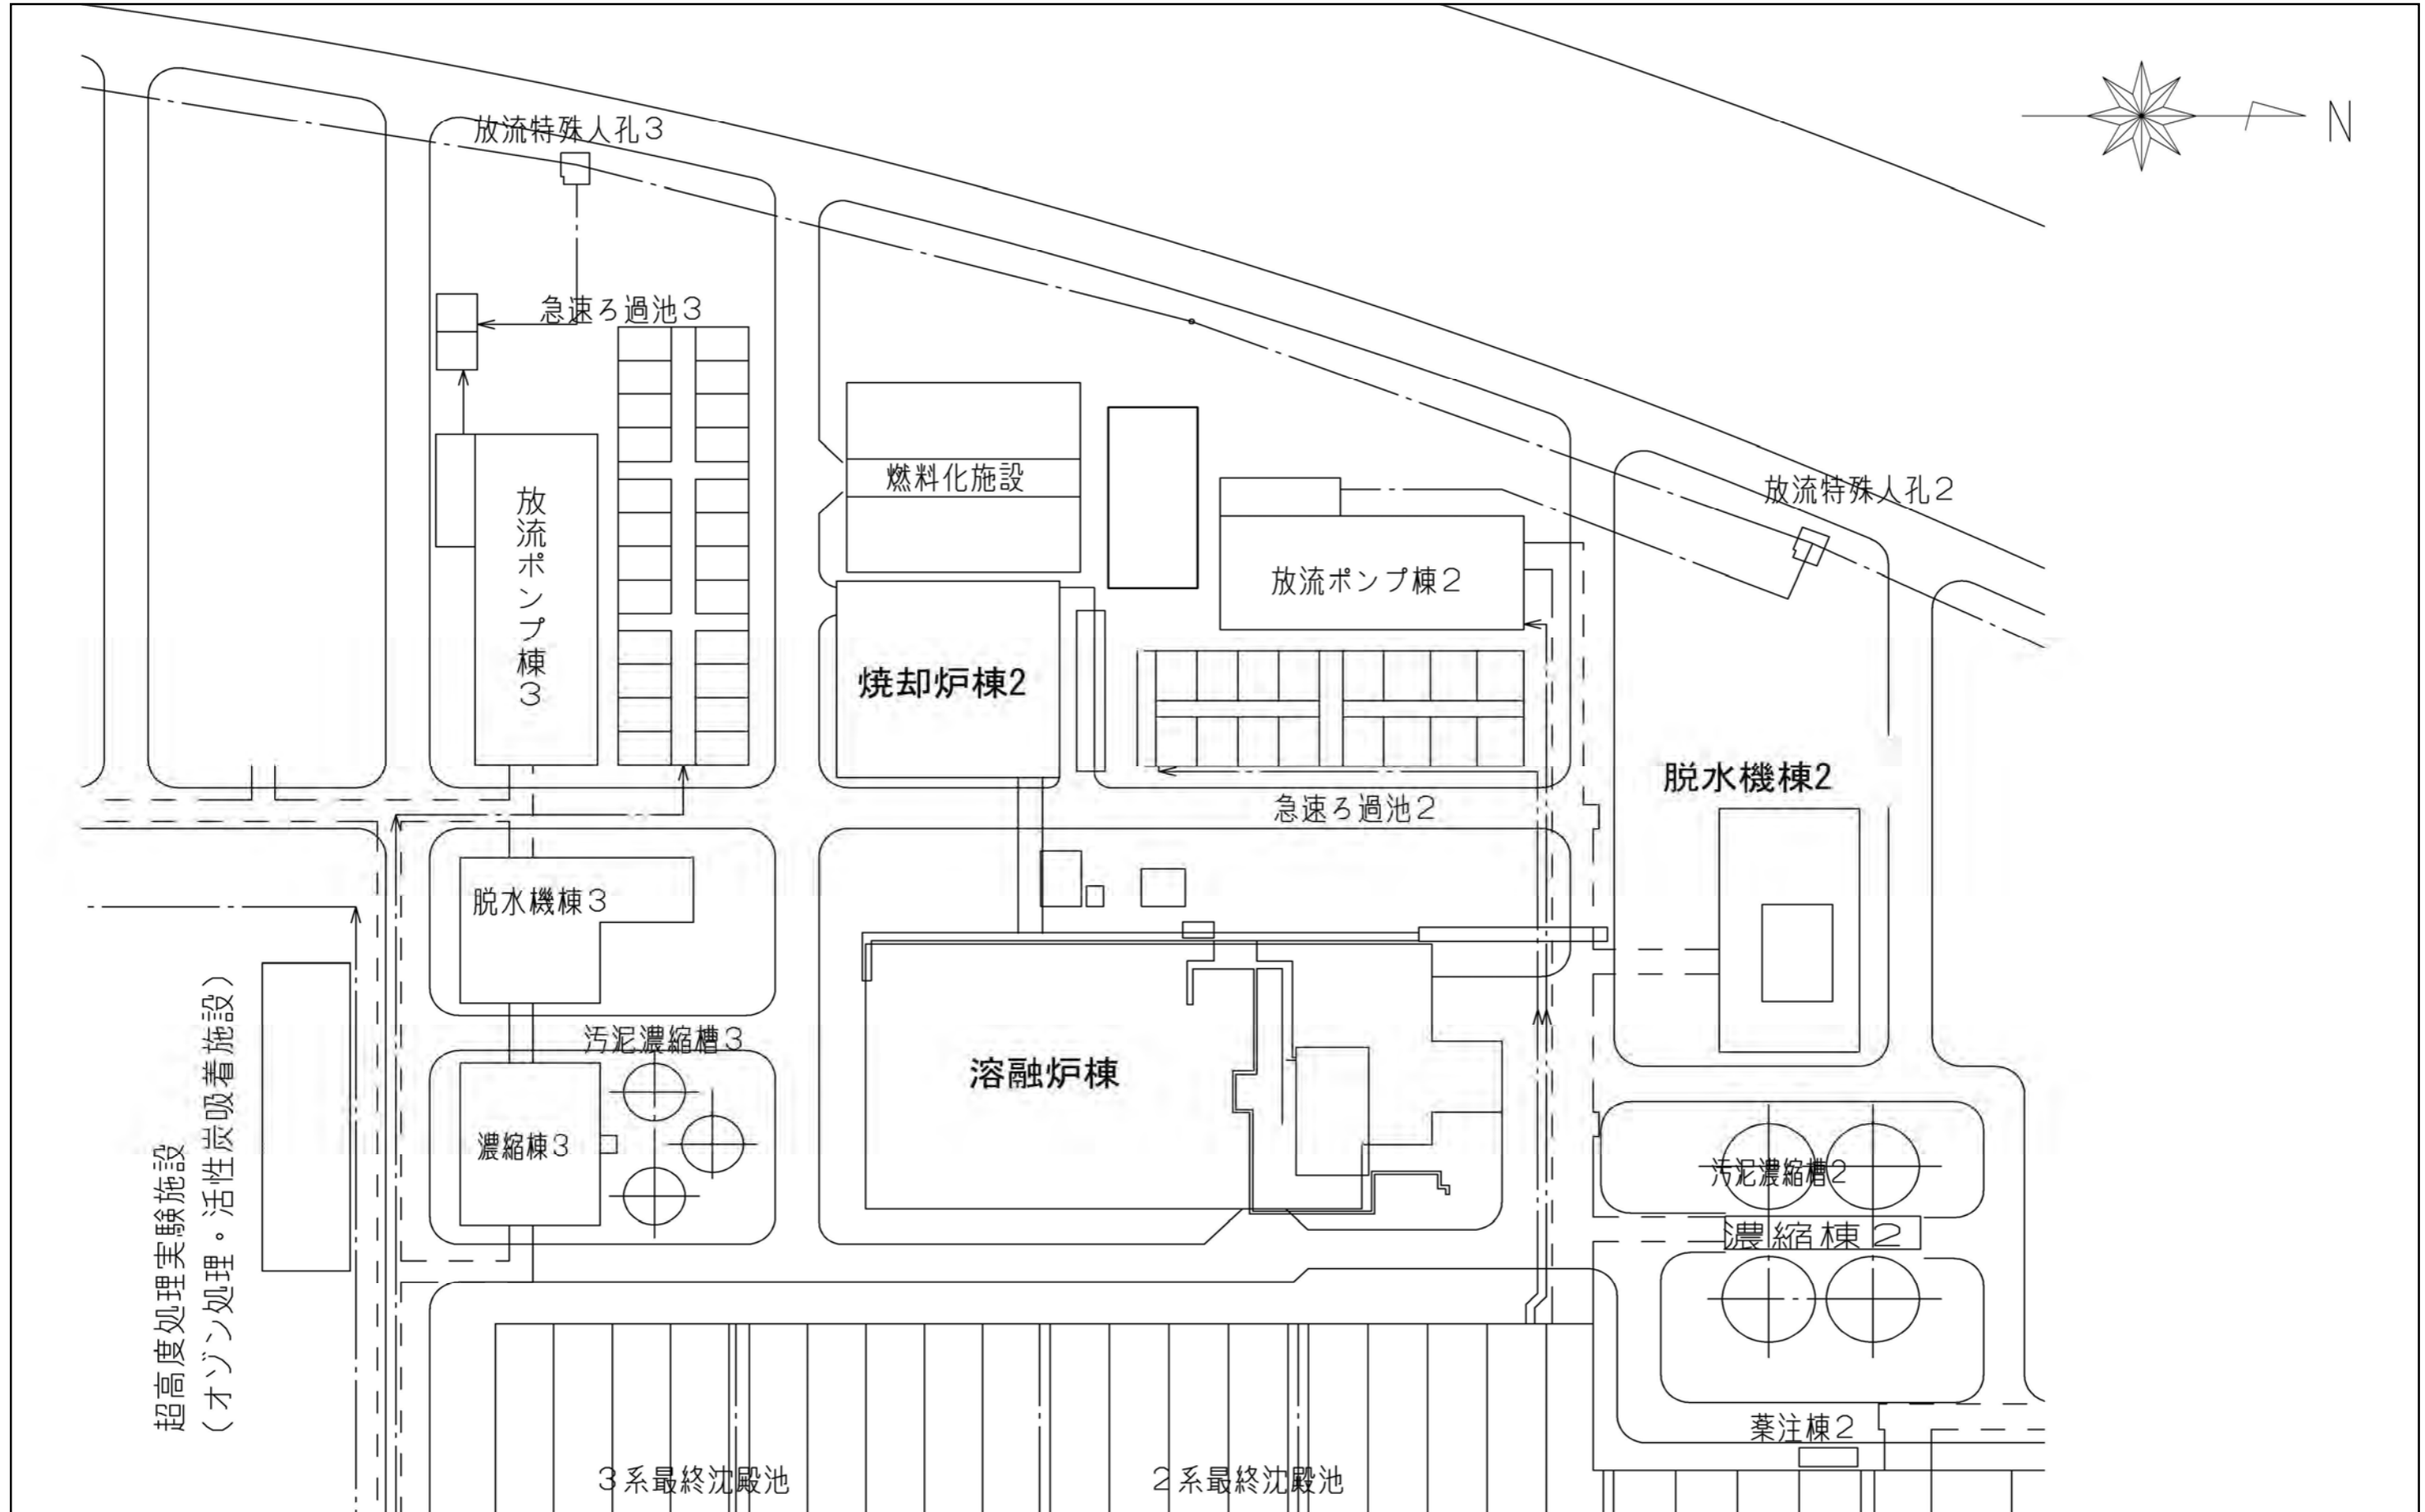 N
放流特殊人孔3
急速ろ過池3
放流ポンプ棟3
燃料化施設
放流特殊人孔2
放流ポンプ棟2
焼却炉棟2
脱水機棟2
急速ろ過池2
脱水機棟3
汚泥濃縮槽3
溶融炉棟
濃縮棟3
汚泥濃縮槽2
濃縮棟2
超高度処理実験施設
(オゾン処理・活性炭吸着施設)
薬注棟2
3系最終沈殿池
2系最終沈殿池